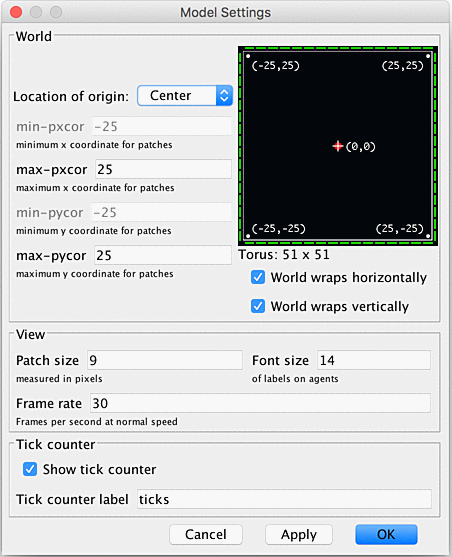 Model Settings
World
Location of origin: Center
min-pxcor -25
minimum x coordinate for patches
max-pxcor 25
maximum x coordinate for patches
min-pycor -25
minimum y coordinate for patches
max-pycor 25
maximum y coordinate for patches
(-25,25) (25,25)
(0,0)
(-25,-25) (25,-25)
Torus: 51 x 51
World wraps horizontally
World wraps vertically
View
Patch size 9 Font size 14
measured in pixels of labels on agents
Frame rate 30
Frames per second at normal speed
Tick counter
Show tick counter
Tick counter label ticks
Cancel Apply OK